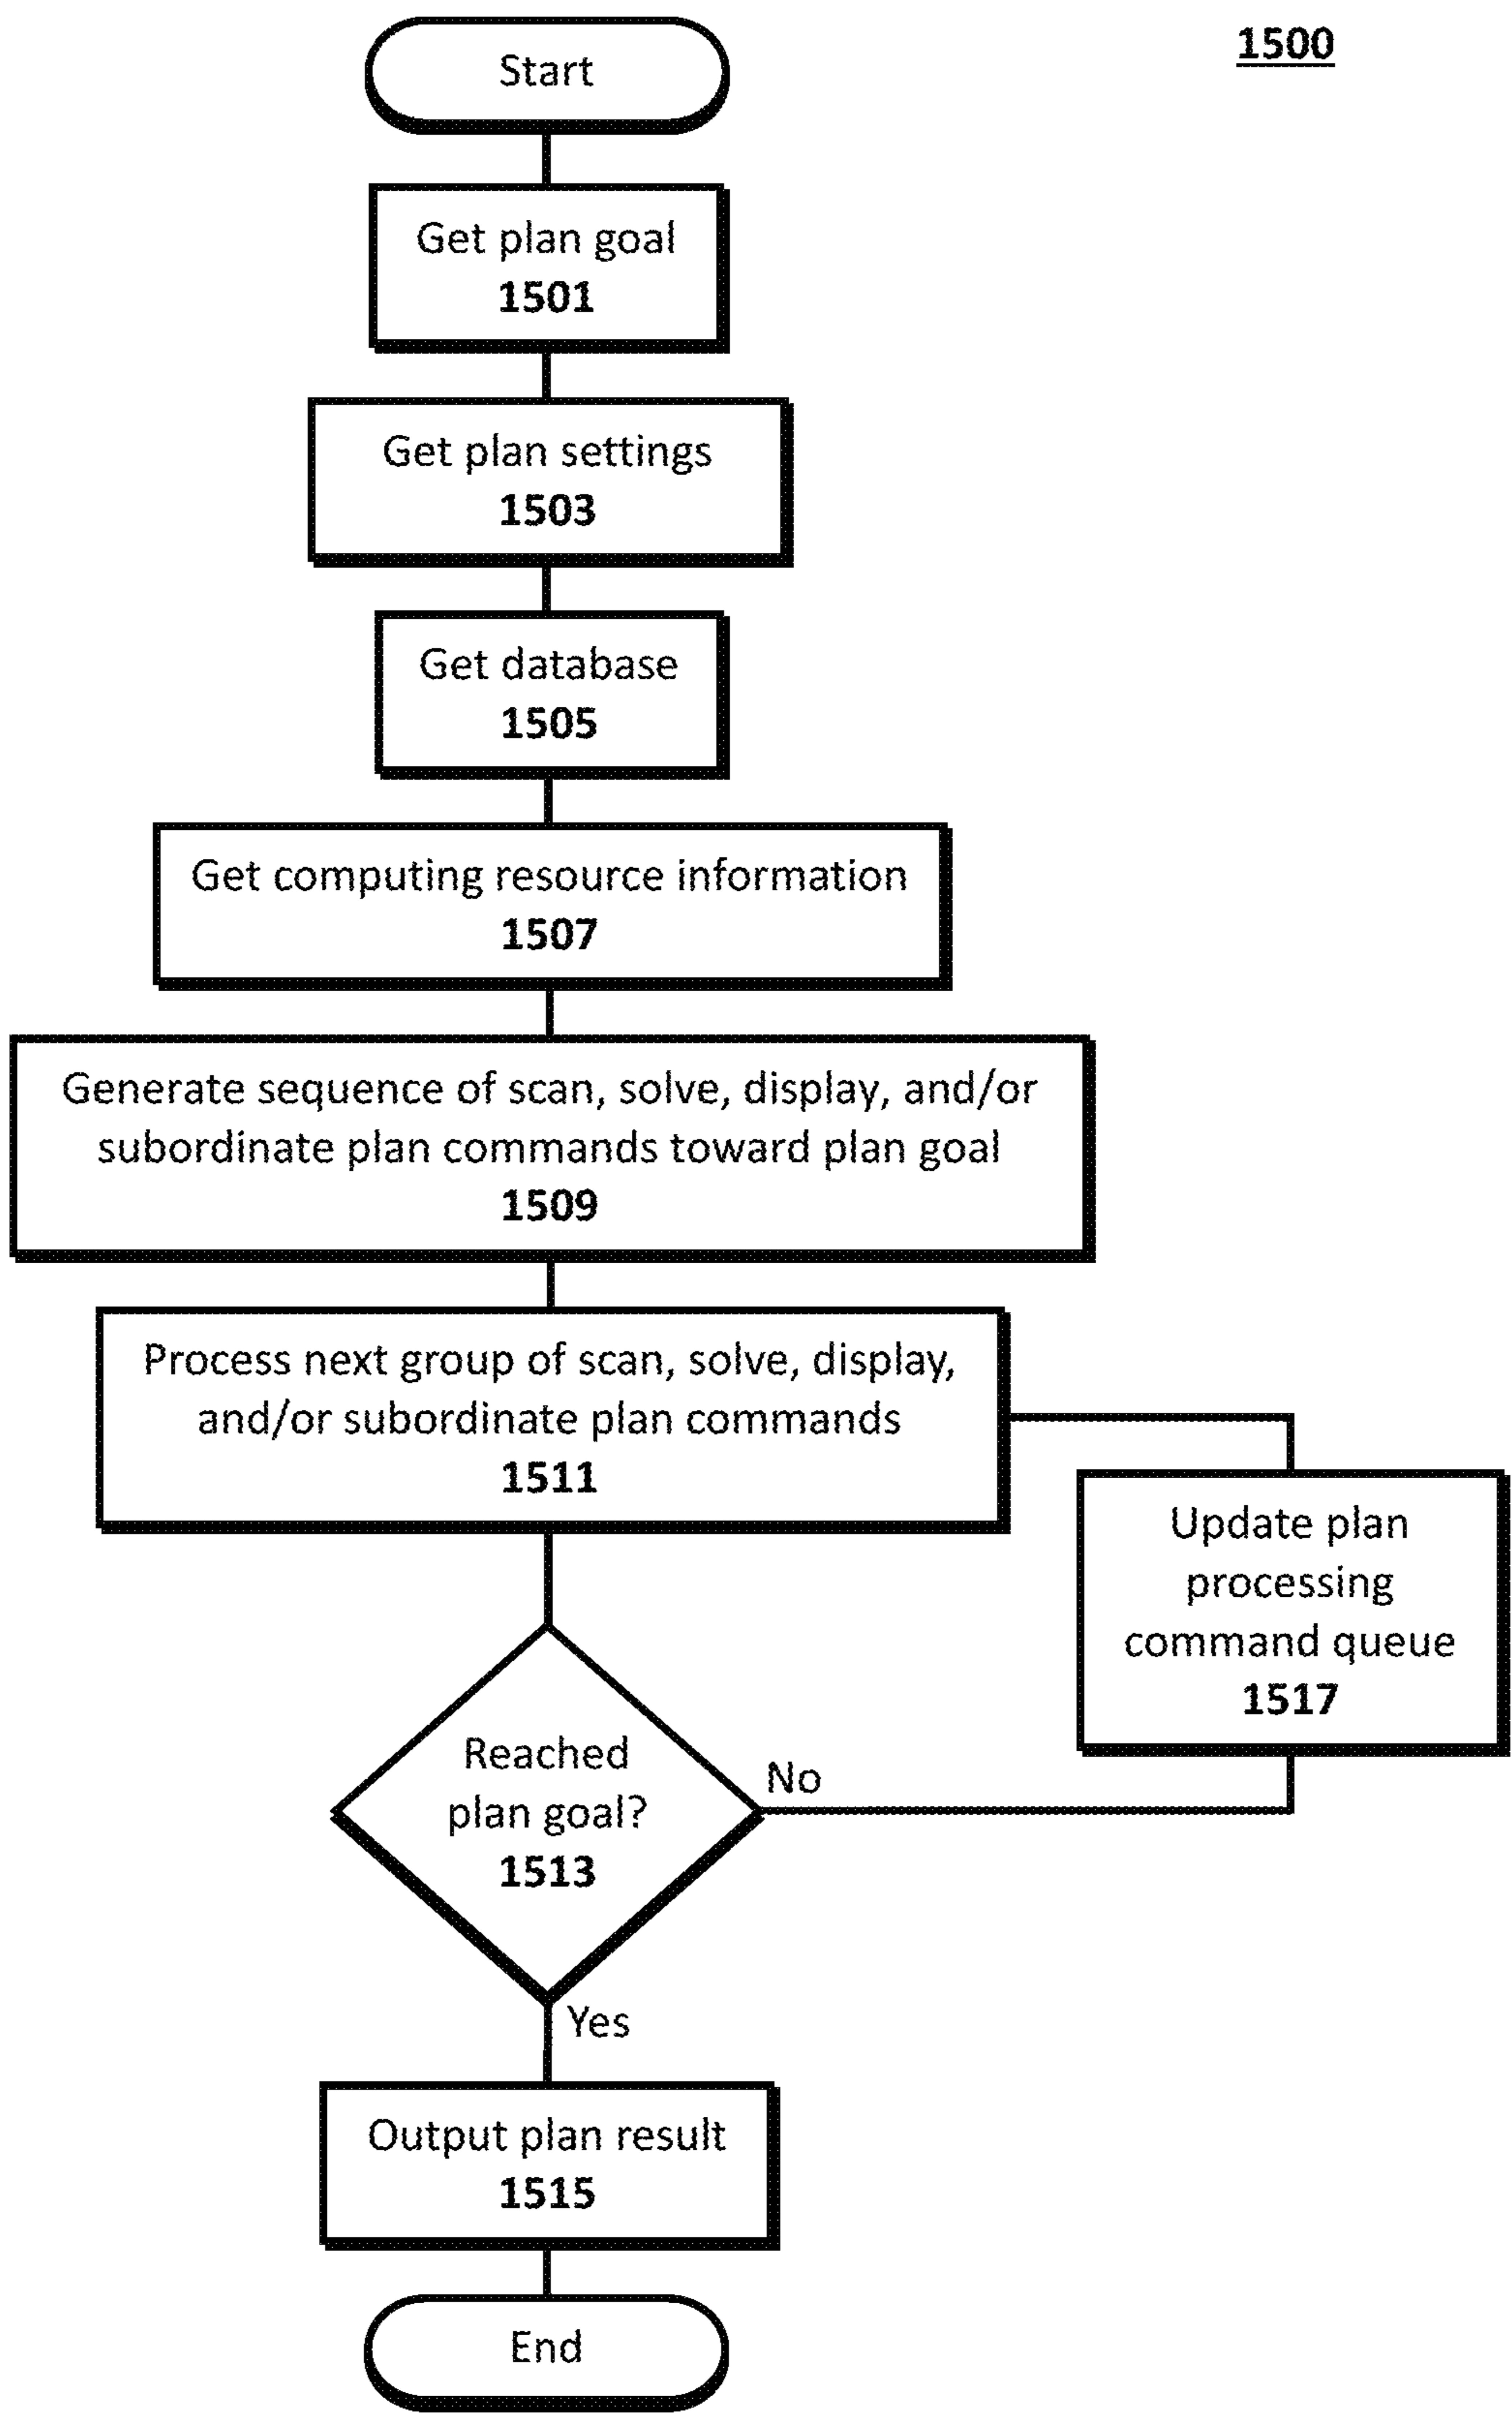 1500
Start
Get plan goal
1501
Get plan settings
1503
Get database
1505
Get computing resource information
1507
Generate sequence of scan, solve, display, and/or
subordinate plan commands toward plan goal
1509
Process next group of scan, solve, display,
and/or subordinate plan commands
1511
Update plan
processing
command queue
1517
Reached
plan goal?
1513
No
Yes
Output plan result
1515
End